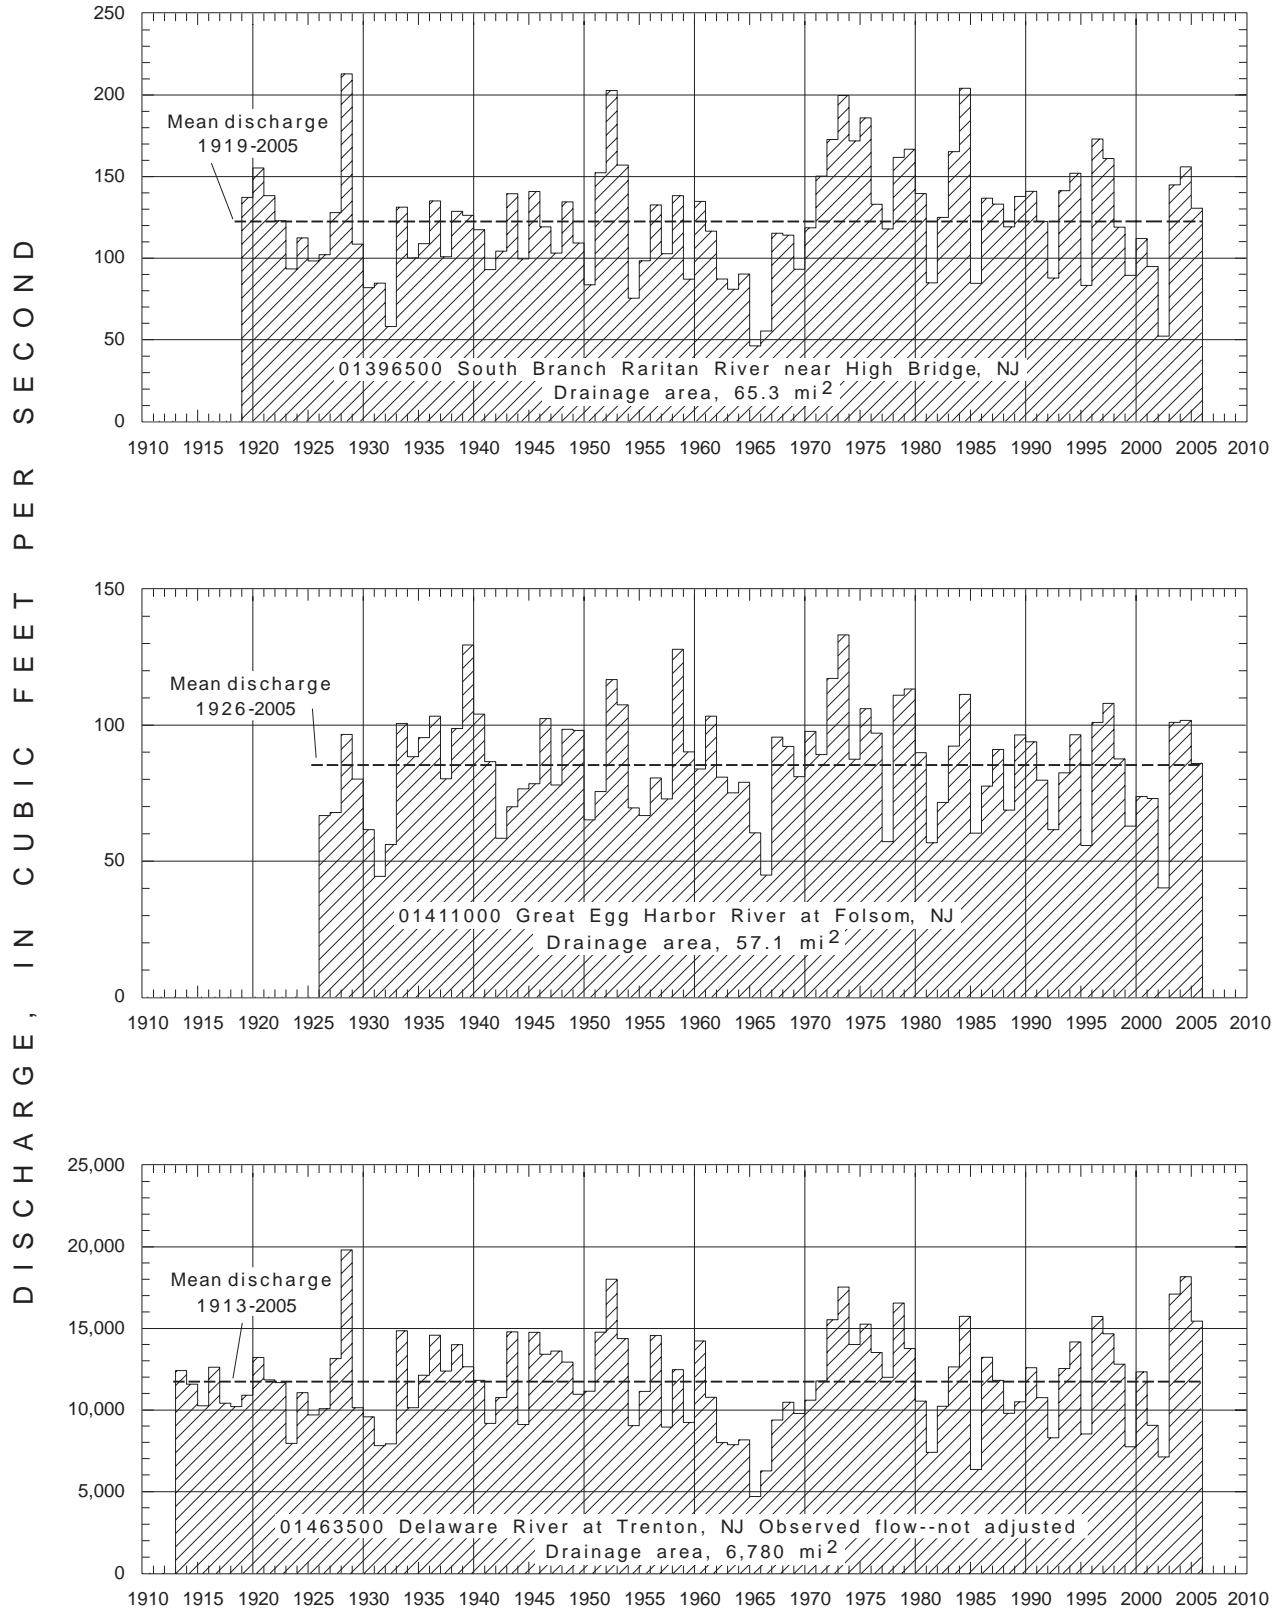 DISCHARGE, IN CUBIC FEET PER SECOND
250
200
150
100
50
0
Mean discharge
1919-2005
01396500 South Branch Raritan River near High Bridge, NJ
Drainage area, 65.3 mi2
1910 1915 1920 1925 1930 1935 1940 1945 1950 1955 1960 1965 1970 1975 1980 1985 1990 1995 2000 2005 2010
150
100
50
0
Mean discharge
1926-2005
01411000 Great Egg Harbor River at Folsom, NJ
Drainage area, 57.1 mi2
1910 1915 1920 1925 1930 1935 1940 1945 1950 1955 1960 1965 1970 1975 1980 1985 1990 1995 2000 2005 2010
25,000
20,000
15,000
10,000
5,000
0
Mean discharge
1913-2005
01463500 Delaware River at Trenton, NJ Observed flow--not adjusted
Drainage area, 6,780 mi2
1910 1915 1920 1925 1930 1935 1940 1945 1950 1955 1960 1965 1970 1975 1980 1985 1990 1995 2000 2005 2010